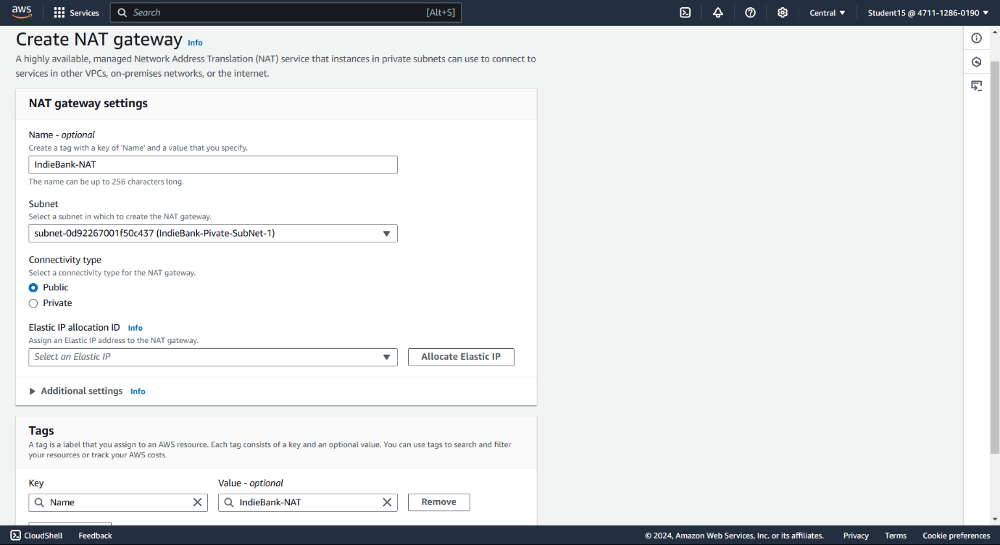 aws
Services
Search
[Alt+S]
Central
Student15 @ 4711-1286-0190
Create NAT gateway Info
A highly available, managed Network Address Translation (NAT) service that instances in private subnets can use to connect to
services in other VPCs, on-premises networks, or the internet.
NAT gateway settings
Name - optional
Create a tag with a key of 'Name' and a value that you specify.
IndieBank-NAT
The name can be up to 256 characters long.
Subnet
Select a subnet in which to create the NAT gateway.
subnet-0d92267001f50c437 (IndieBank-Pivate-SubNet-1)
Connectivity type
Select a connectivity type for the NAT gateway.
Public
Private
Elastic IP allocation ID Info
Assign an Elastic IP address to the NAT gateway.
Select an Elastic IP
Allocate Elastic IP
Additional settings Info
Tags
A tag is a label that you assign to an AWS resource. Each tag consists of a key and an optional value. You can use tags to search and filter
your resources or track your AWS costs.
Key
Value - optional
Name
IndieBank-NAT
Remove
CloudShell
Feedback
© 2024, Amazon Web Services, Inc. or its affiliates.
Privacy
Terms
Cookie preferences